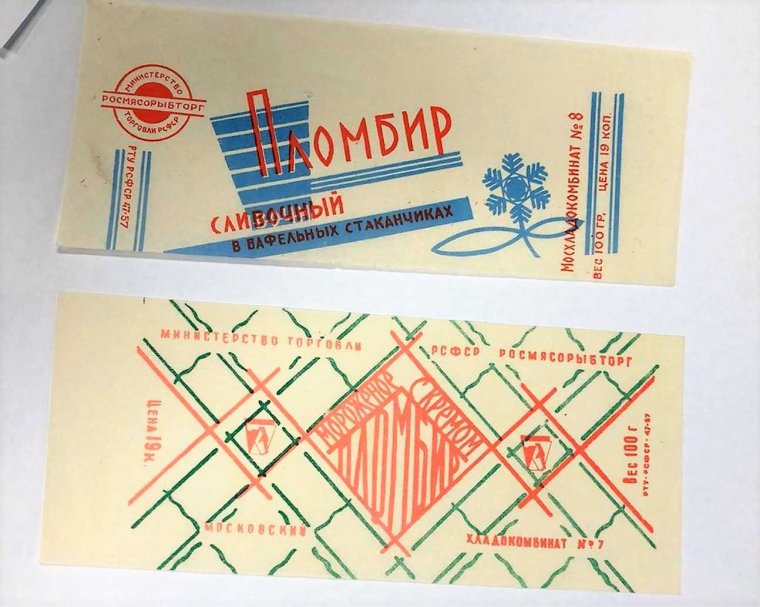 МИНИСТЕРСТВО
РОСМЯСОРЫБТОРГ
ТОРГОВЛИ РСФСР
РТУ РСФСР 47-57
ПЛОМБИР
СЛИВОЧНЫЙ
В ВАФЕЛЬНЫХ СТАКАНЧИКАХ
МОСХЛАДОКОМБИНАТ № 8
ВЕС 100 ГР. ЦЕНА 19 КОП.
МИНИСТЕРСТВО ТОРГОВЛИ РСФСР РОСМЯСОРЫБТОРГ
ЦЕНА 19 К.
МОРОЖЕНОЕ
ПЛОМБИР
С КРЕМОМ
ВЕС 100 Г
РТУ-РСФСР-47-57
МОСКОВСКИЙ ХЛАДОКОМБИНАТ № 7